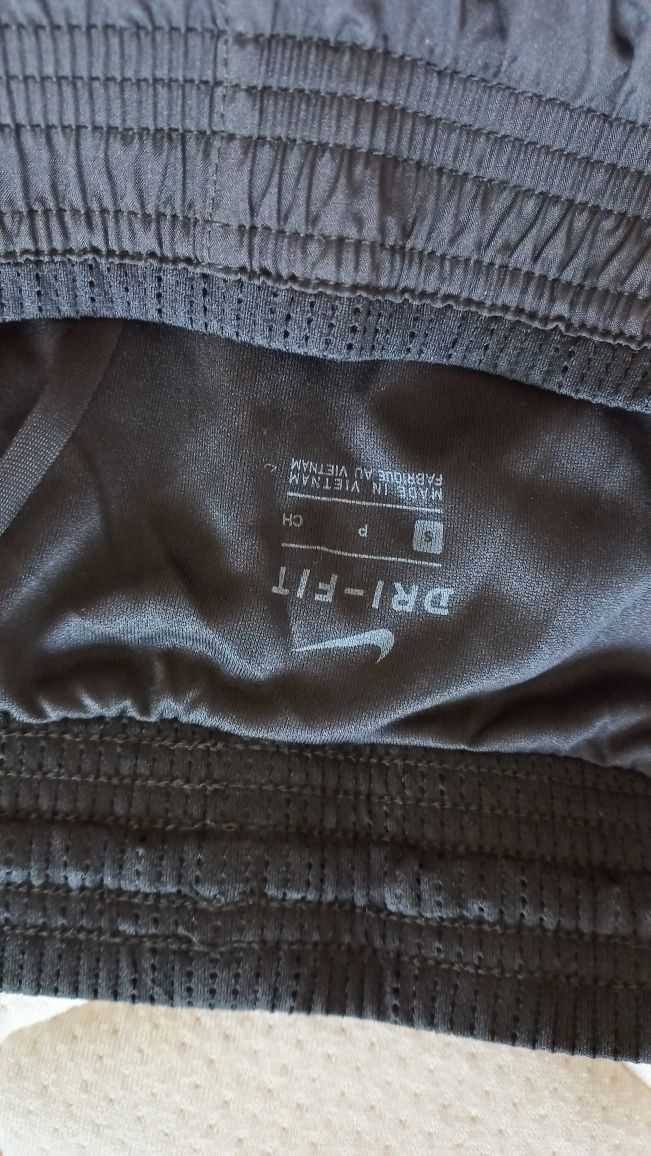 DRI-FIT
S P CH
MADE IN VIETNAM
FABRIQUE AU VIETNAM